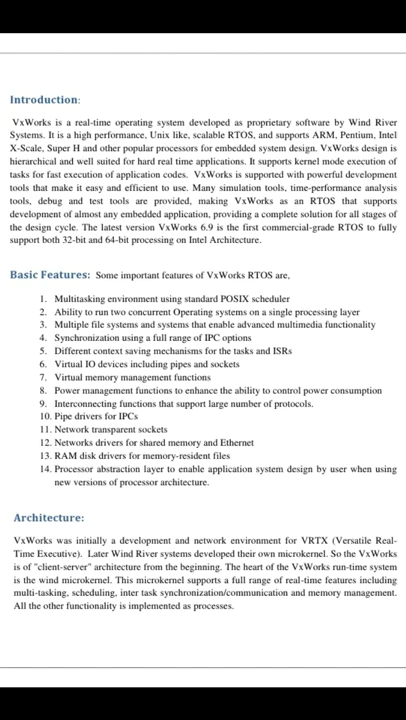 Introduction:
VxWorks is a real-time operating system developed as proprietary software by Wind River
Systems. It is a high performance, Unix like, scalable RTOS, and supports ARM, Pentium, Intel
X-Scale, Super H and other popular processors for embedded system design. VxWorks design is
hierarchical and well suited for hard real time applications. It supports kernel mode execution of
tasks for fast execution of application codes. VxWorks is supported with powerful development
tools that make it easy and efficient to use. Many simulation tools, time-performance analysis
tools, debug and test tools are provided, making VxWorks as an RTOS that supports
development of almost any embedded application, providing a complete solution for all stages of
the design cycle. The latest version VxWorks 6.9 is the first commercial-grade RTOS to fully
support both 32-bit and 64-bit processing on Intel Architecture.
Basic Features: Some important features of VxWorks RTOS are,
1. Multitasking environment using standard POSIX scheduler
2. Ability to run two concurrent Operating systems on a single processing layer
3. Multiple file systems and systems that enable advanced multimedia functionality
4. Synchronization using a full range of IPC options
5. Different context saving mechanisms for the tasks and ISRs
6. Virtual IO devices including pipes and sockets
7. Virtual memory management functions
8. Power management functions to enhance the ability to control power consumption
9. Interconnecting functions that support large number of protocols.
10. Pipe drivers for IPCs
11. Network transparent sockets
12. Networks drivers for shared memory and Ethernet
13. RAM disk drivers for memory-resident files
14. Processor abstraction layer to enable application system design by user when using
new versions of processor architecture.
Architecture:
VxWorks was initially a development and network environment for VRTX (Versatile Real-
Time Executive). Later Wind River systems developed their own microkernel. So the VxWorks
is of "client-server" architecture from the beginning. The heart of the VxWorks run-time system
is the wind microkernel. This microkernel supports a full range of real-time features including
multi-tasking, scheduling, inter task synchronization/communication and memory management.
All the other functionality is implemented as processes.